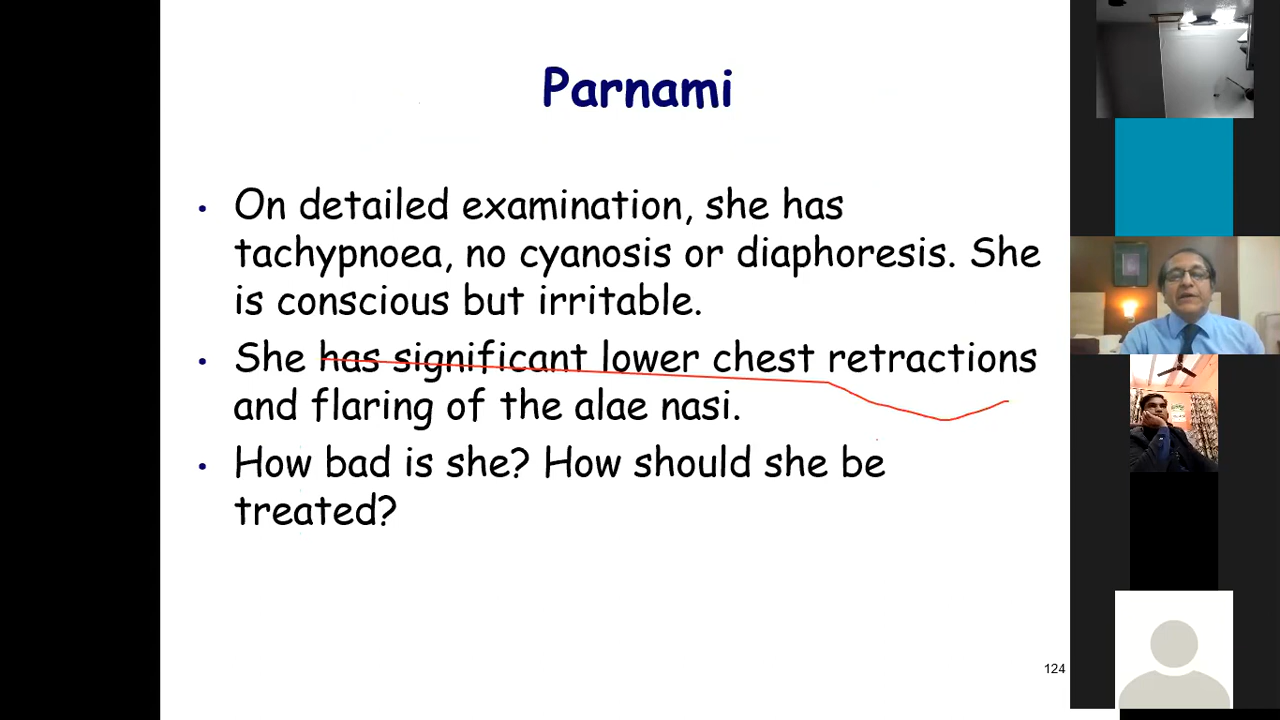 Parnami
• On detailed examination, she has
tachypnoea, no cyanosis or diaphoresis. She
is conscious but irritable.
• She has significant lower chest retractions
and flaring of the alae nasi.
• How bad is she? How should she be
treated?
124